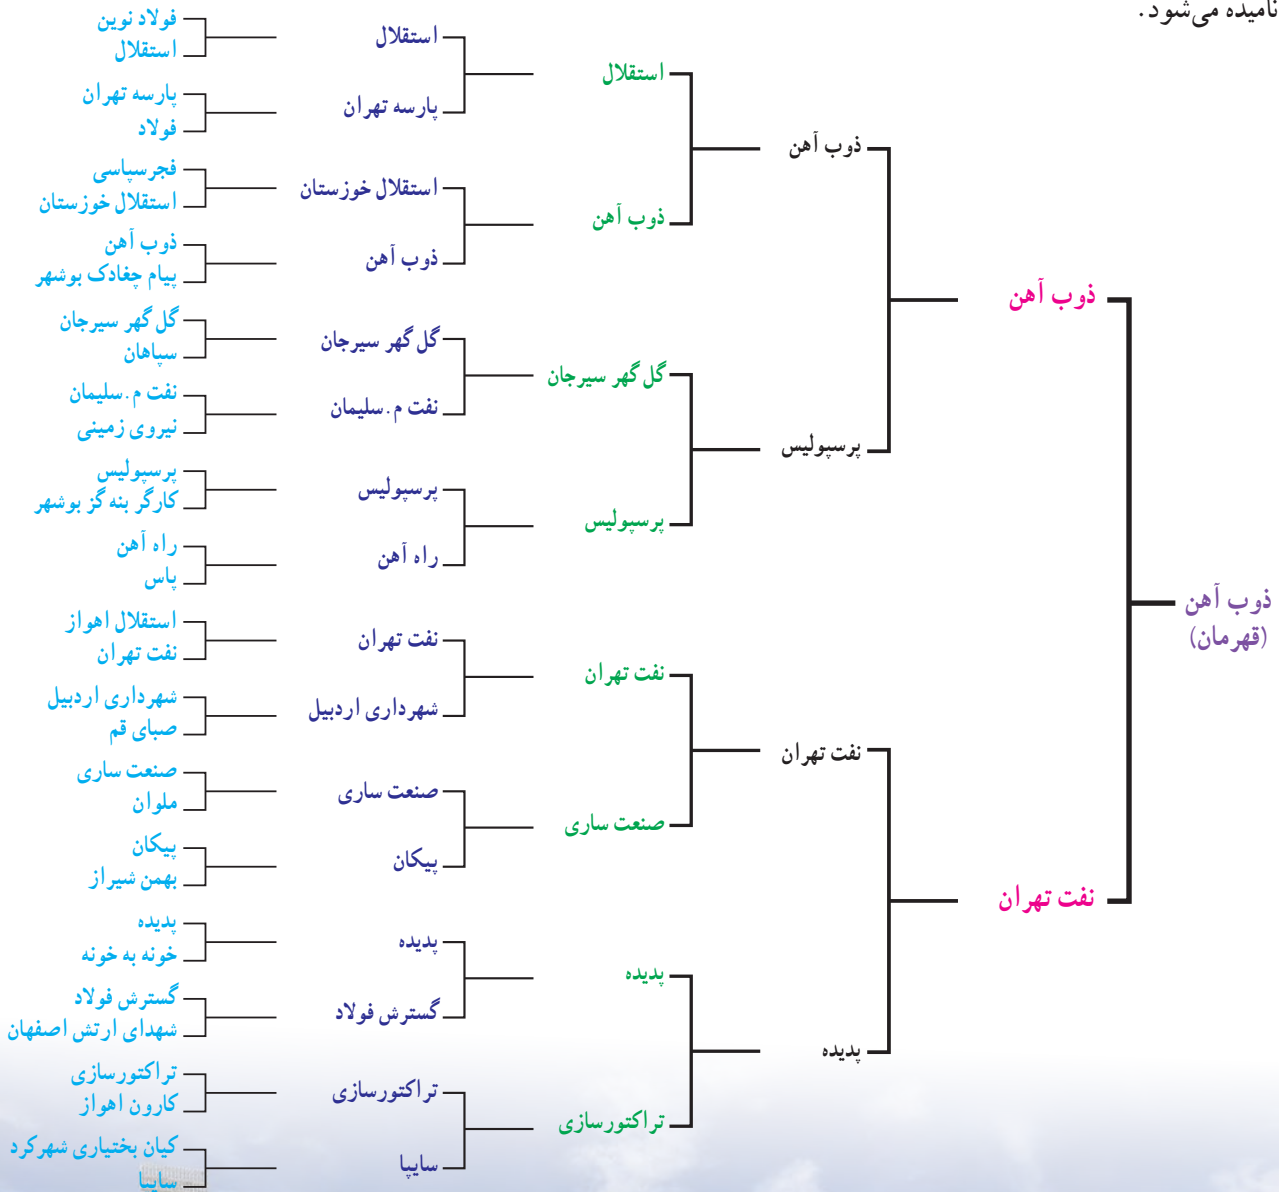 نامیده می‌شود.
فولاد نوین
استقلال
پارسه تهران
فولاد
فجرسپاسی
استقلال خوزستان
ذوب آهن
پیام چغادک بوشهر
گل گهر سیرجان
سپاهان
نفت م.سلیمان
نیروی زمینی
پرسپولیس
کارگر بنه گز بوشهر
راه آهن
پاس
استقلال اهواز
نفت تهران
شهرداری اردبیل
صبای قم
صنعت ساری
ملوان
پیکان
بهمن شیراز
پدیده
خونه به خونه
گسترش فولاد
شهدای ارتش اصفهان
تراکتورسازی
کارون اهواز
کیان بختیاری شهرکرد
سایپا
استقلال
پارسه تهران
استقلال خوزستان
ذوب آهن
گل گهر سیرجان
نفت م.سلیمان
پرسپولیس
راه آهن
نفت تهران
شهرداری اردبیل
صنعت ساری
پیکان
پدیده
گسترش فولاد
تراکتورسازی
سایپا
استقلال
ذوب آهن
گل گهر سیرجان
پرسپولیس
نفت تهران
صنعت ساری
پدیده
تراکتورسازی
ذوب آهن
پرسپولیس
نفت تهران
پدیده
ذوب آهن
نفت تهران
ذوب آهن
(قهرمان)